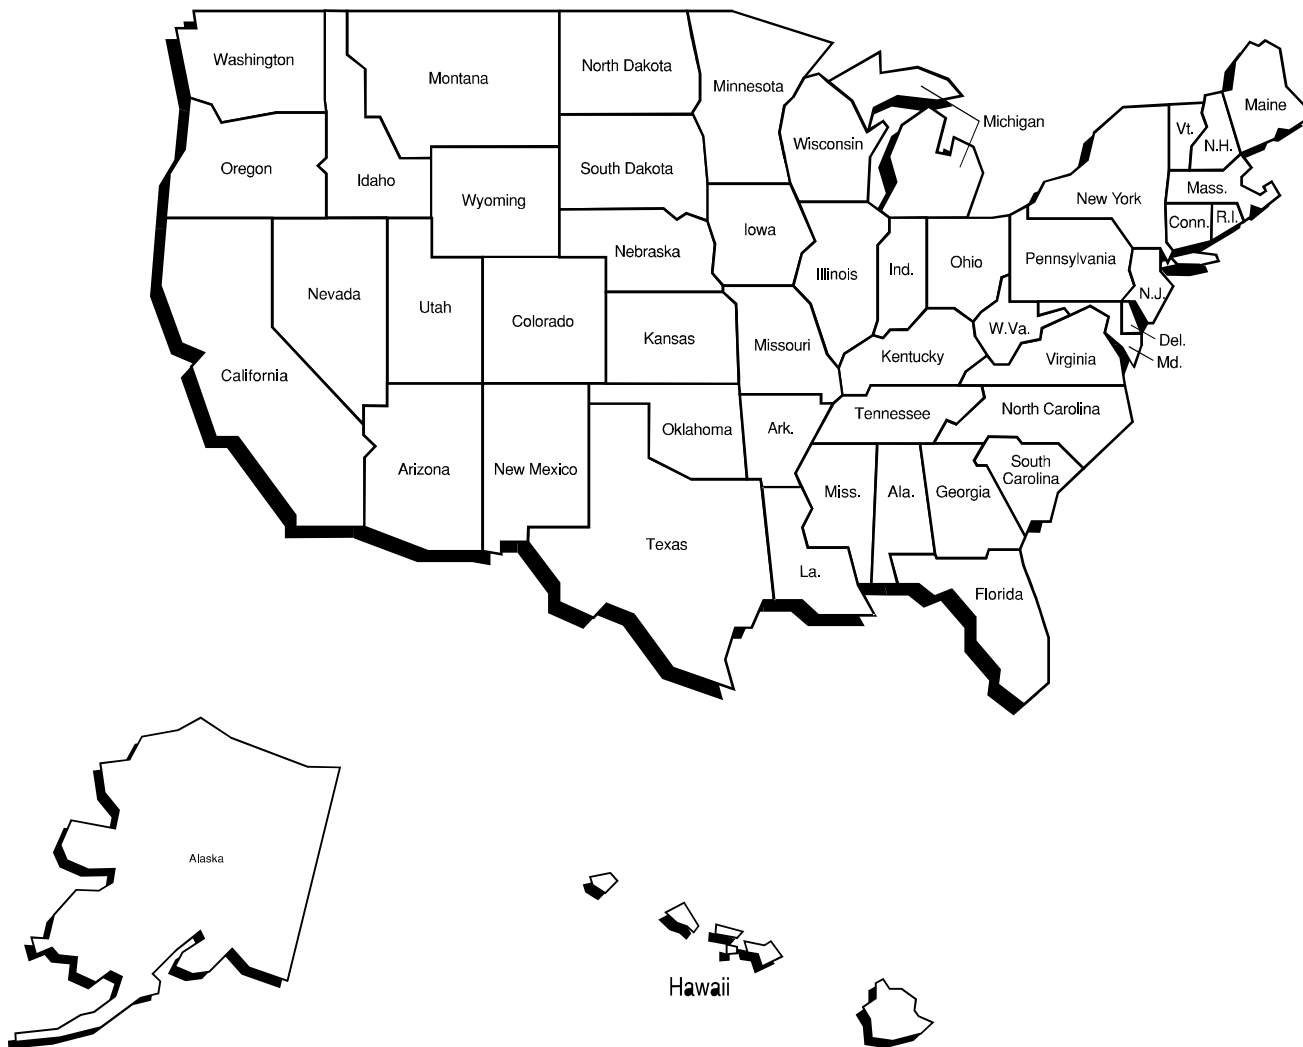 Washington
Montana
North Dakota
Minnesota
Maine
Michigan
Vt.
N.H.
Wisconsin
Oregon
Idaho
South Dakota
Wyoming
New York
Mass.
Conn.
R.I.
Iowa
Nebraska
Illinois
Ind.
Ohio
Pennsylvania
Nevada
Utah
Colorado
N.J.
Kansas
Missouri
W.Va.
Kentucky
Virginia
Del.
Md.
California
Tennessee
North Carolina
Oklahoma
Ark.
Arizona
New Mexico
South
Carolina
Miss.
Ala.
Georgia
Texas
La.
Florida
Alaska
Hawaii